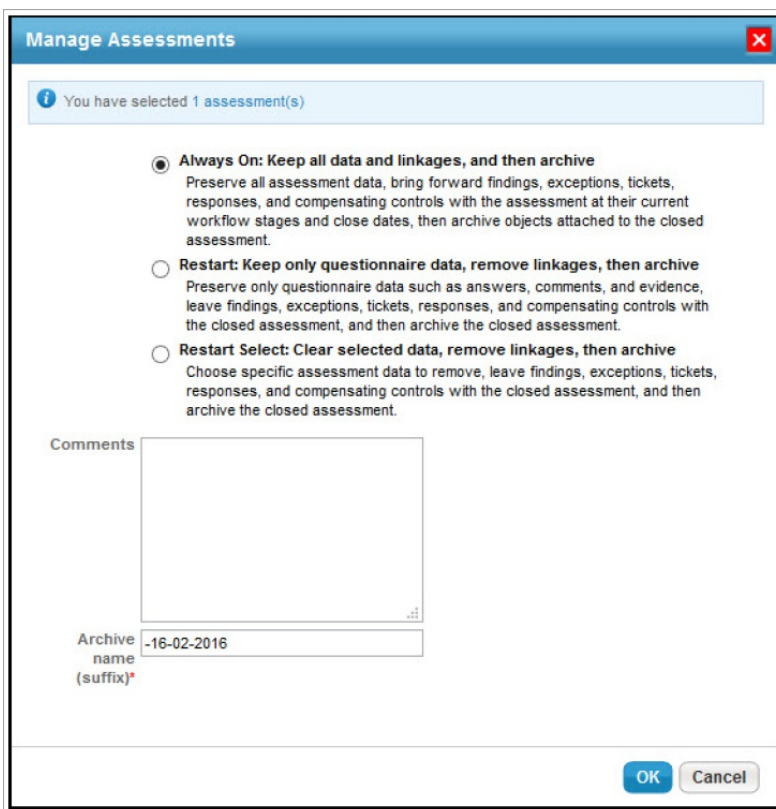 Manage Assessments
You have selected 1 assessment(s)
Always On: Keep all data and linkages, and then archive
Preserve all assessment data, bring forward findings, exceptions, tickets,
responses, and compensating controls with the assessment at their current
workflow stages and close dates, then archive objects attached to the closed
assessment.
Restart: Keep only questionnaire data, remove linkages, then archive
Preserve only questionnaire data such as answers, comments, and evidence,
leave findings, exceptions, tickets, responses, and compensating controls with
the closed assessment, and then archive the closed assessment.
Restart Select: Clear selected data, remove linkages, then archive
Choose specific assessment data to remove, leave findings, exceptions, tickets,
responses, and compensating controls with the closed assessment, and then
archive the closed assessment.
Comments
Archive
name
(suffix)*
-16-02-2016
OK Cancel